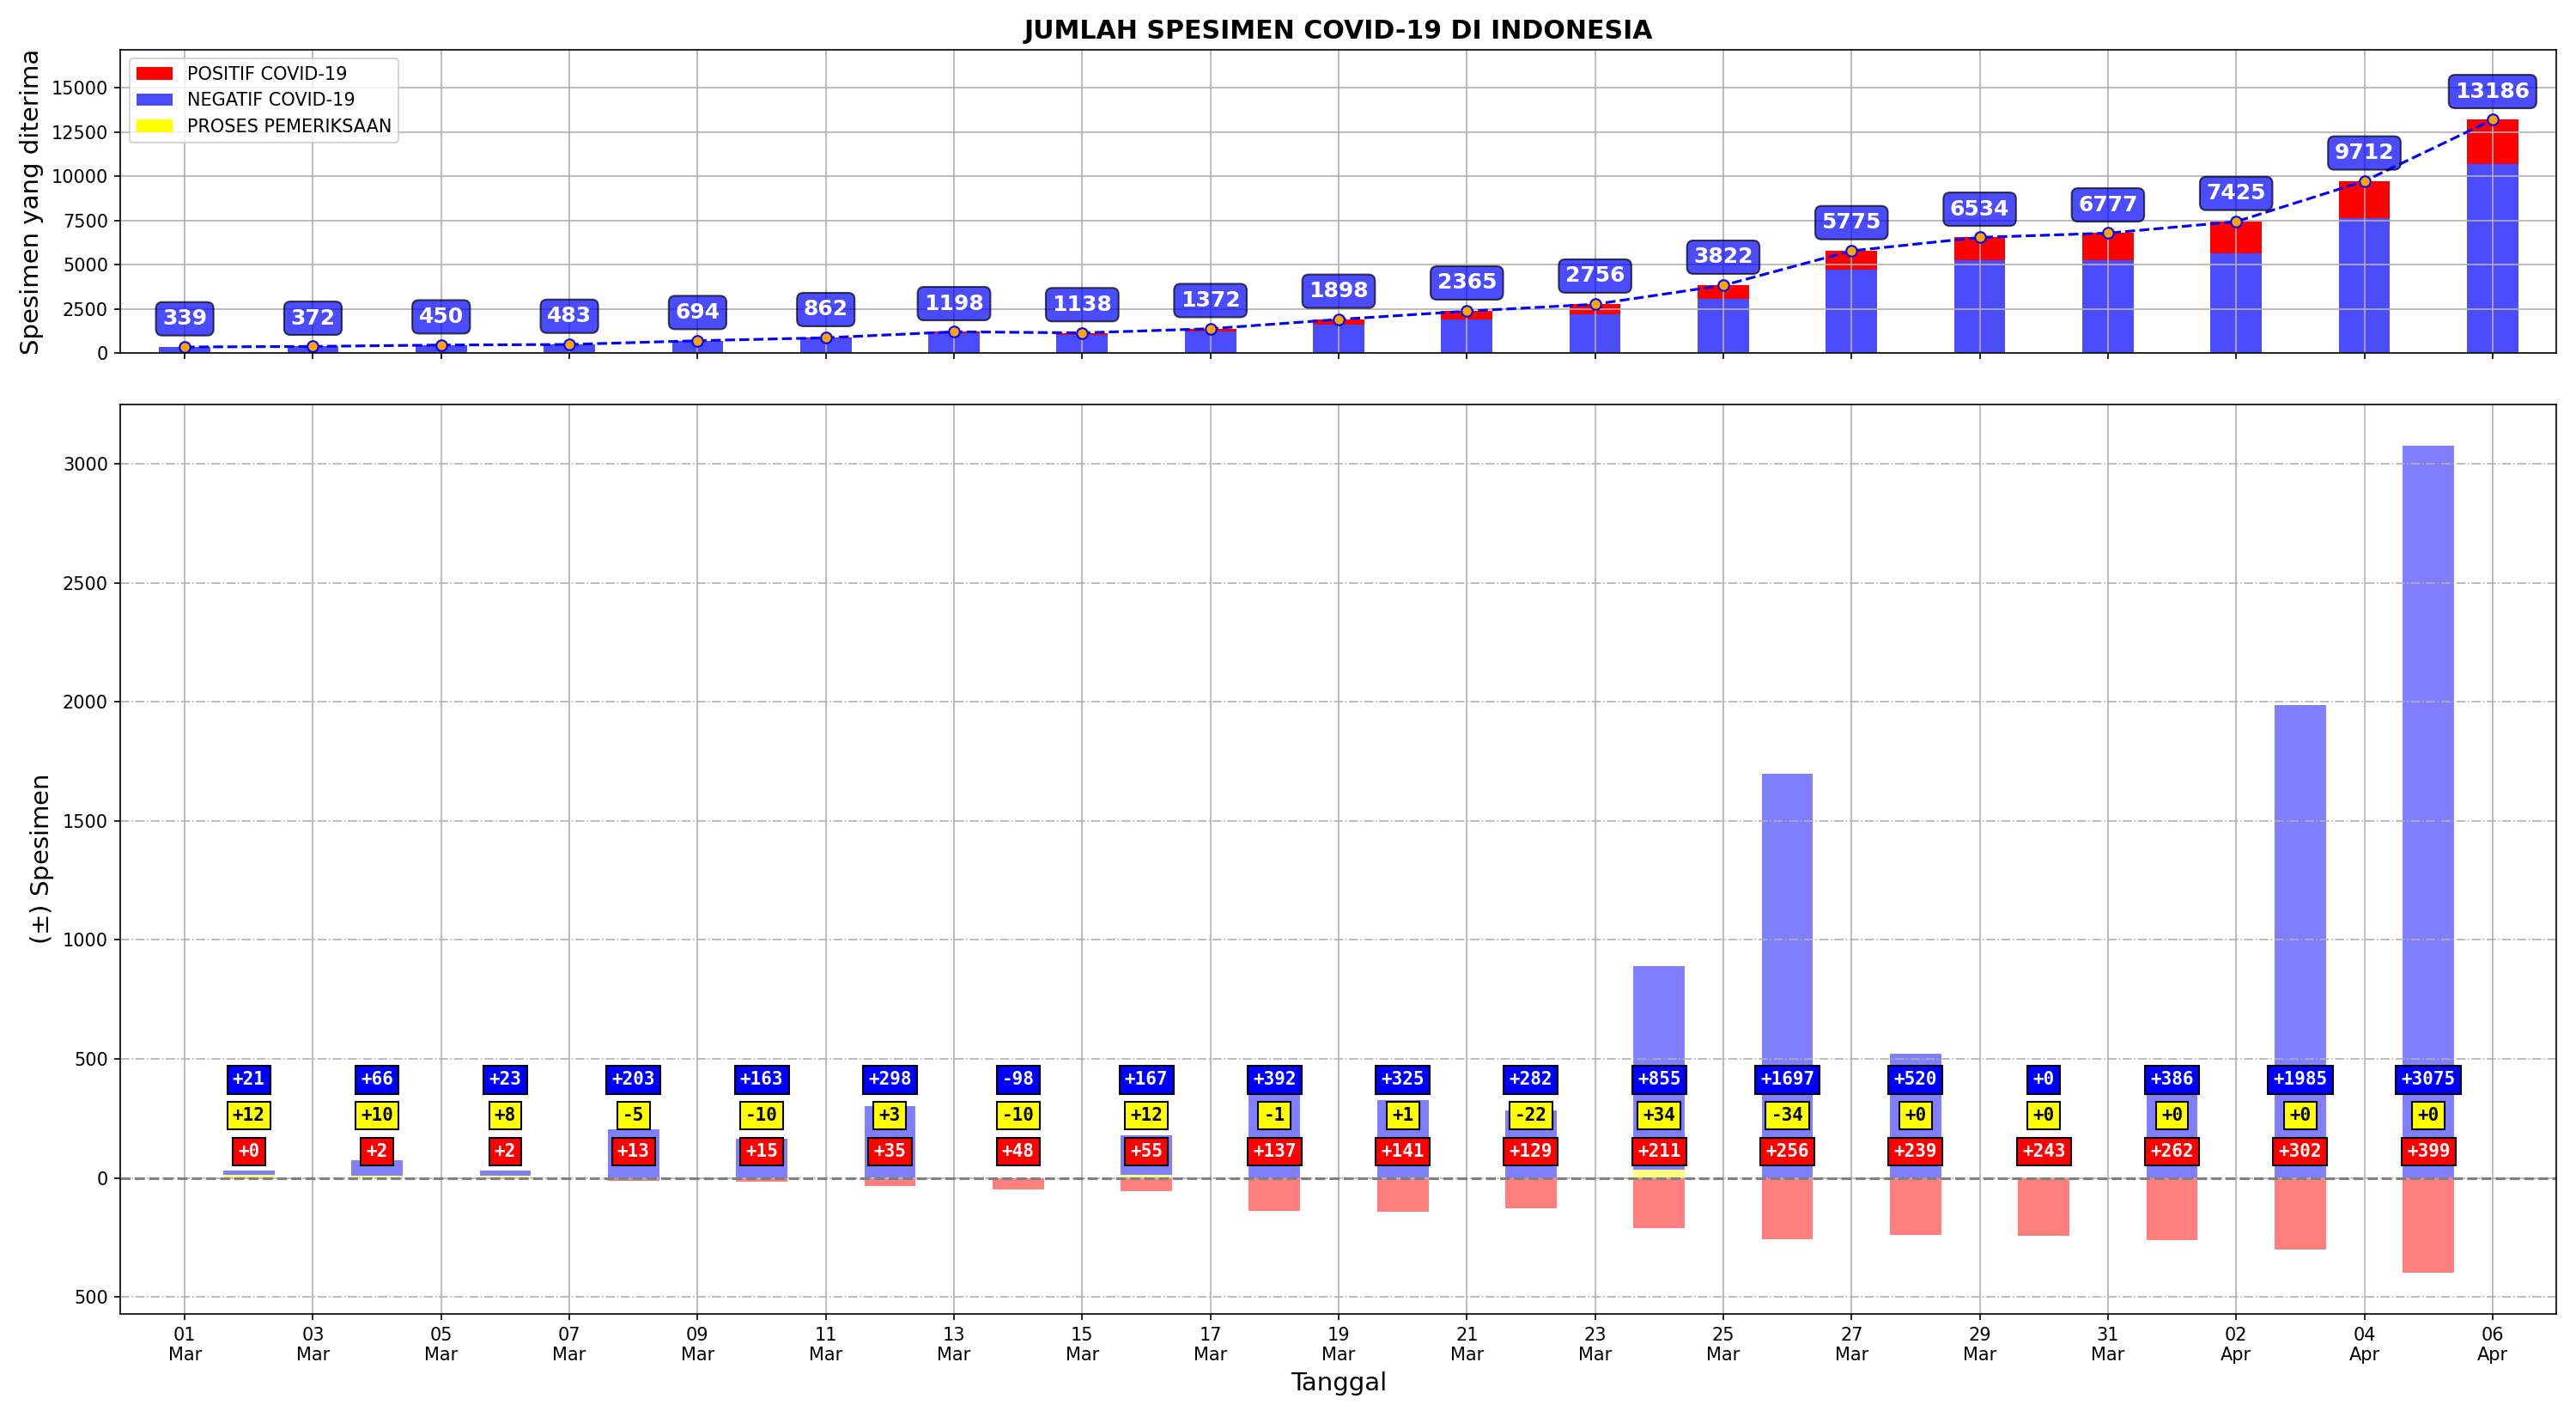 JUMLAH SPESIMEN COVID-19 DI INDONESIA
Spesimen yang diterima
15000
12500
10000
7500
5000
2500
0
POSITIF COVID-19
NEGATIF COVID-19
PROSES PEMERIKSAAN
339 372 450 483 694 862 1198 1138 1372 1898 2365 2756 3822 5775 6534 6777 7425 9712 13186
(±) Spesimen
3000
2500
2000
1500
1000
500
0
500
+21 +66 +23 +203 +163 +298 -98 +167 +392 +325 +282 +855 +1697 +520 +0 +386 +1985 +3075
+12 +10 +8 -5 -10 +3 -10 +12 -1 +1 -22 +34 -34 +0 +0 +0 +0 +0
+0 +2 +2 +13 +15 +35 +48 +55 +137 +141 +129 +211 +256 +239 +243 +262 +302 +399
01 03 05 07 09 11 13 15 17 19 21 23 25 27 29 31 02 04 06
Mar Mar Mar Mar Mar Mar Mar Mar Mar Mar Mar Mar Mar Mar Mar Mar Apr Apr Apr
Tanggal